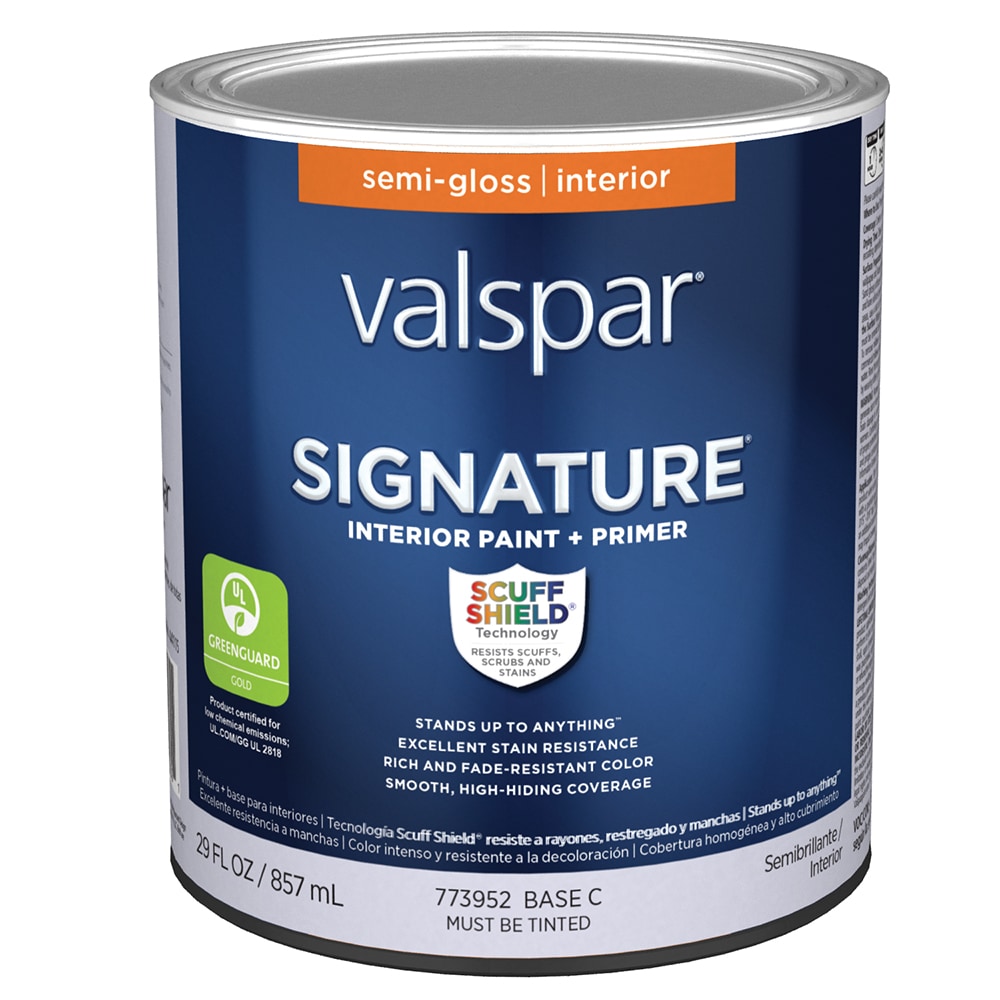 semi-gloss | interior
valspar®
SIGNATURE®
INTERIOR PAINT + PRIMER
SCUFF
SHIELD®
Technology
RESISTS SCUFFS,
SCRUBS AND
STAINS
UL
GREENGUARD
GOLD
Product certified for
low chemical emissions;
UL.COM/GG UL 2818
STANDS UP TO ANYTHING™
EXCELLENT STAIN RESISTANCE
RICH AND FADE-RESISTANT COLOR
SMOOTH, HIGH-HIDING COVERAGE
Pintura + base para interiores | Tecnología Scuff Shield® resiste a rayones, restregado y manchas | Stands up to anything™
Excelente resistencia a manchas | Color intenso y resistente a la decoloración | Cobertura homogénea y alto cubrimiento
29 FL OZ / 857 mL
773952 BASE C
MUST BE TINTED
Semibrillante/
Interior